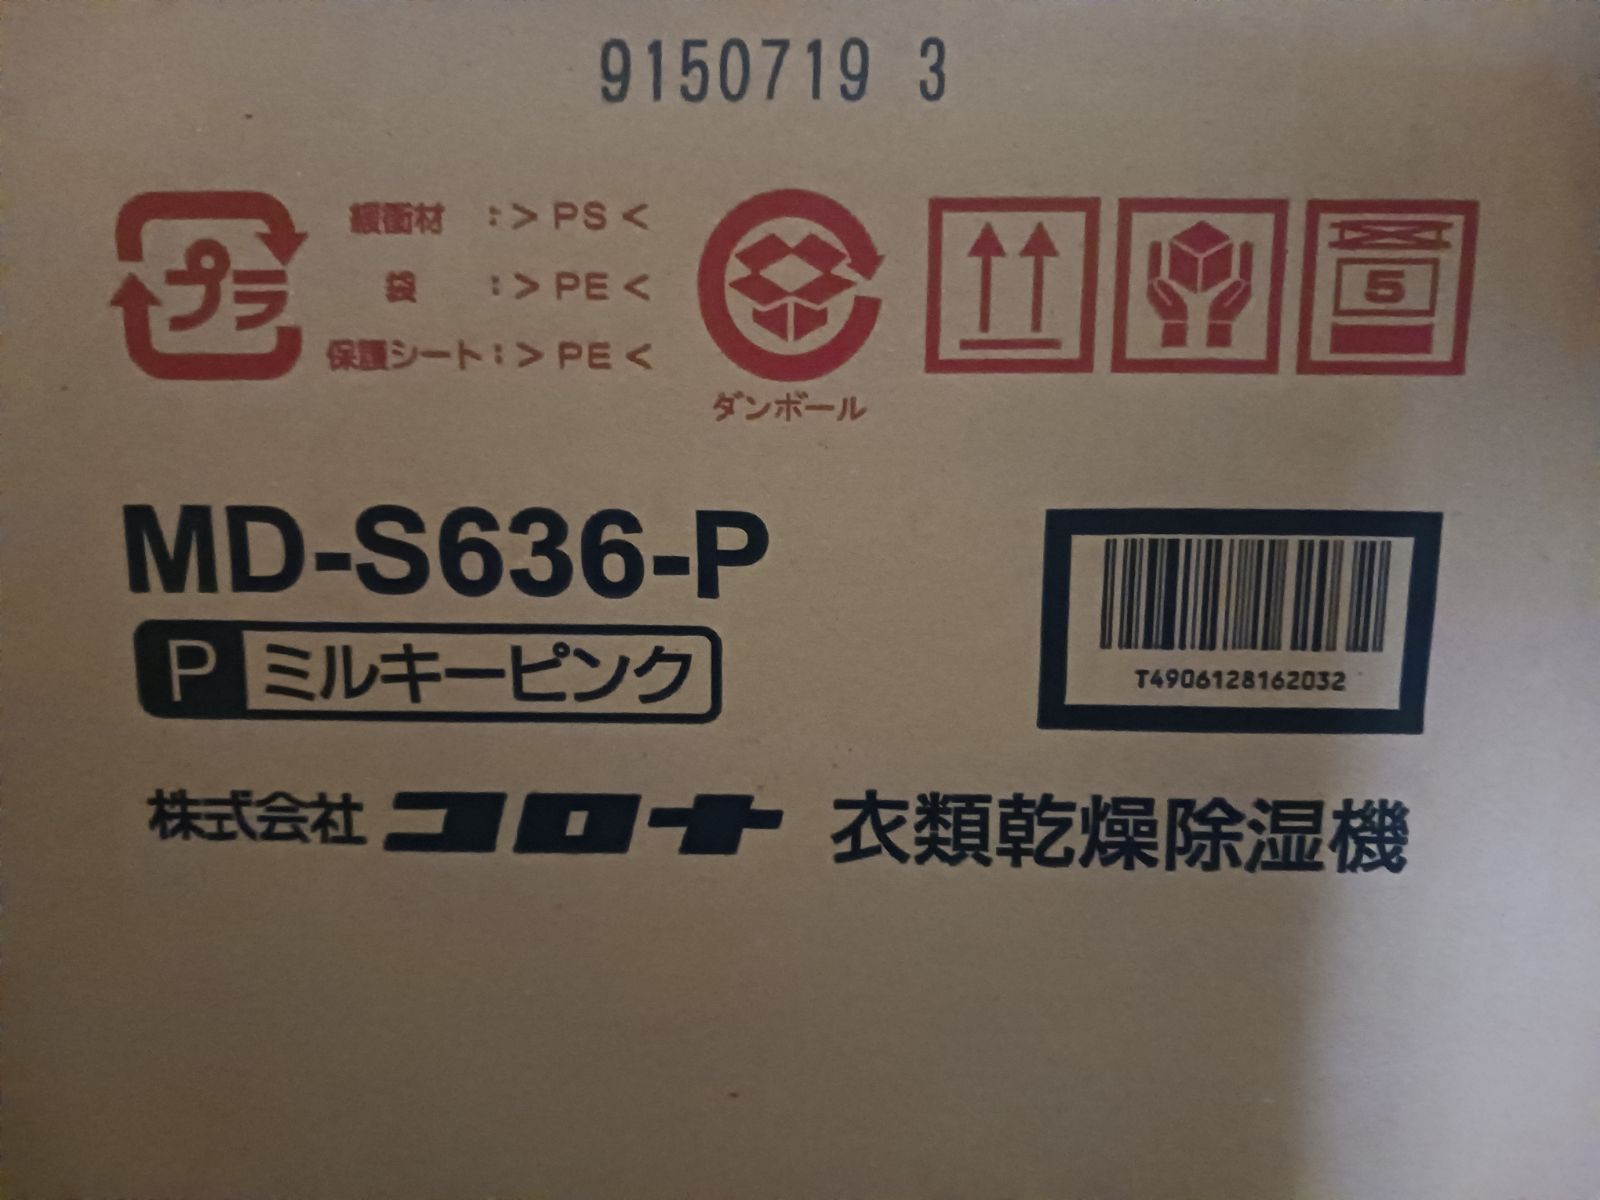 9150719 3
プラ
緩衝材 :>PS<
袋 :>PE<
保護シート:>PE<
ダンボール
5
MD-S636-P
P ミルキーピンク
T4906128162032
株式会社 コロナ 衣類乾燥除湿機